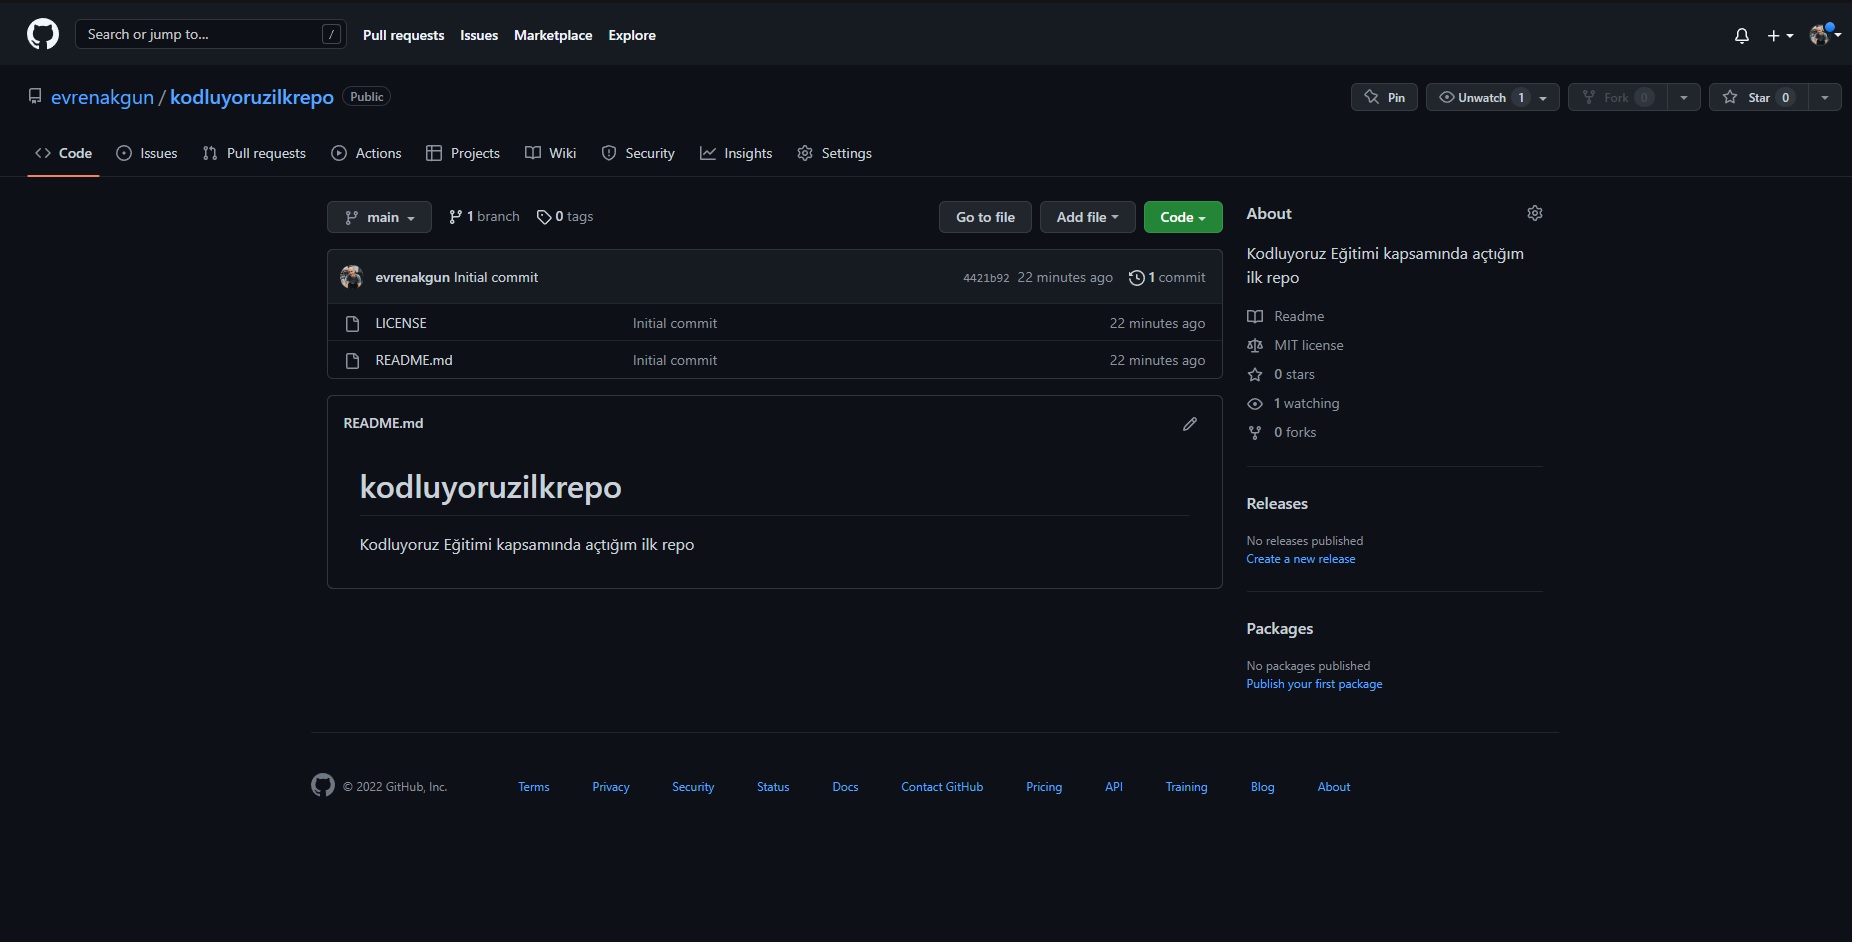 Search or jump to... /
Pull requests Issues Marketplace Explore
evrenakgun / kodluyoruzilkrepo Public
Pin Unwatch 1 Fork 0 Star 0
Code Issues Pull requests Actions Projects Wiki Security Insights Settings
main 1 branch 0 tags Go to file Add file Code
evrenakgun Initial commit 4421b92 22 minutes ago 1 commit
LICENSE Initial commit 22 minutes ago
README.md Initial commit 22 minutes ago
README.md
kodluyoruzilkrepo
Kodluyoruz Eğitimi kapsamında açtığım ilk repo
About
Kodluyoruz Eğitimi kapsamında açtığım
ilk repo
Readme
MIT license
0 stars
1 watching
0 forks
Releases
No releases published
Create a new release
Packages
No packages published
Publish your first package
© 2022 GitHub, Inc. Terms Privacy Security Status Docs Contact GitHub Pricing API Training Blog About